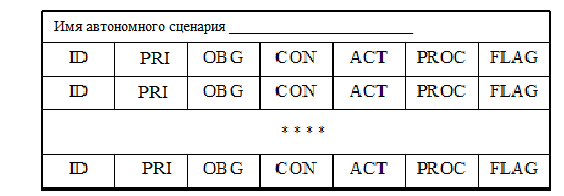 Имя автономного сценария _________________________
ID PRI OBG CON ACT PROC FLAG
ID PRI OBG CON ACT PROC FLAG
* * * *
ID PRI OBG CON ACT PROC FLAG